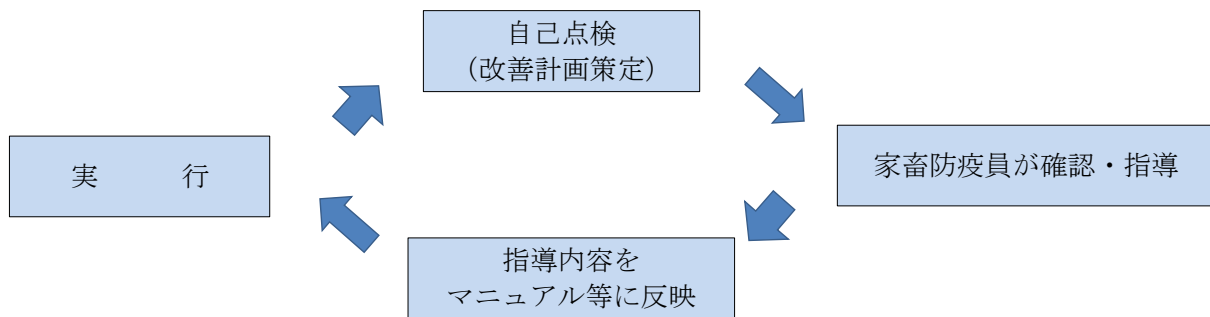 自己点検
(改善計画策定)
実　　　行
家畜防疫員が確認・指導
指導内容を
マニュアル等に反映